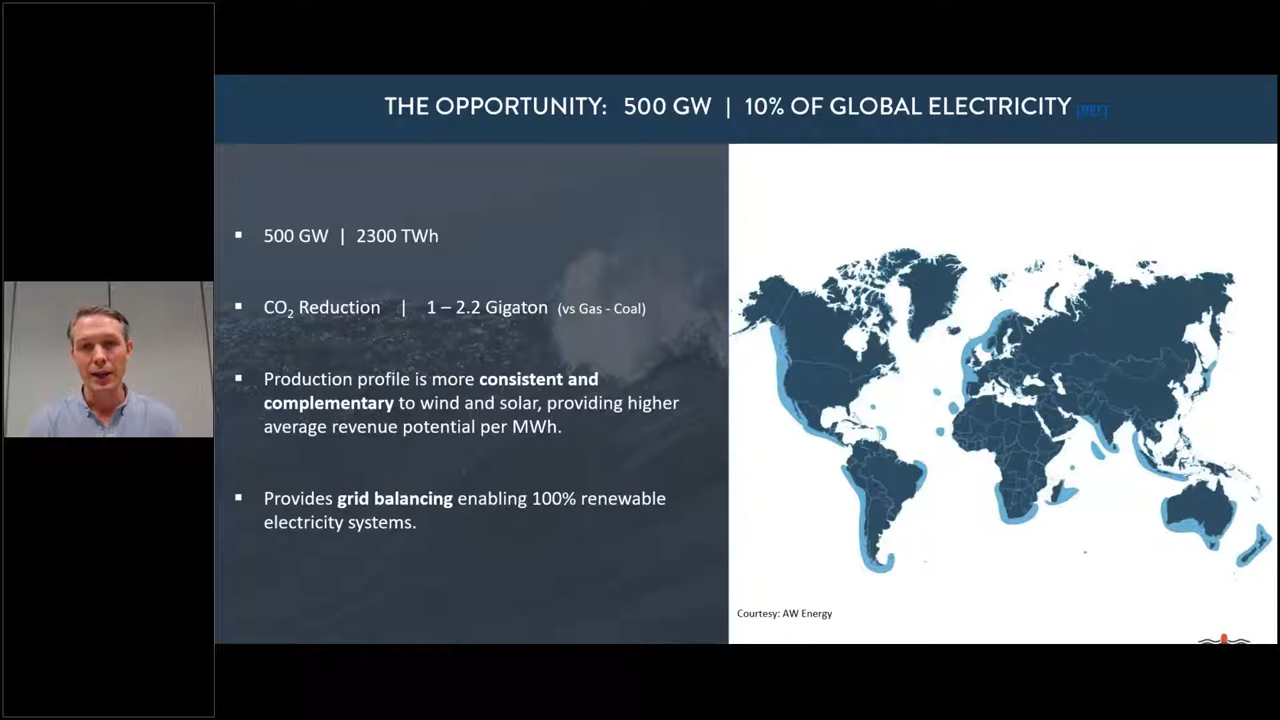 THE OPPORTUNITY: 500 GW | 10% OF GLOBAL ELECTRICITY [REF]
▪ 500 GW | 2300 TWh
▪ CO₂ Reduction | 1 – 2.2 Gigaton (vs Gas - Coal)
▪ Production profile is more consistent and
complementary to wind and solar, providing higher
average revenue potential per MWh.
▪ Provides grid balancing enabling 100% renewable
electricity systems.
Courtesy: AW Energy